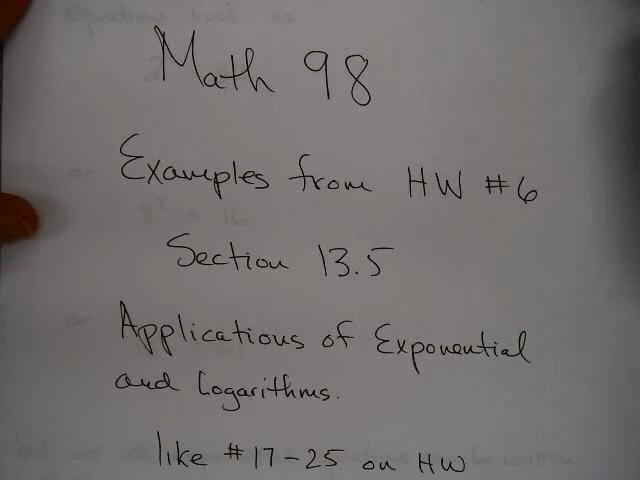 Math 98
Examples from HW #6
Section 13.5
Applications of Exponential
and Logarithms.
like #17-25 on HW